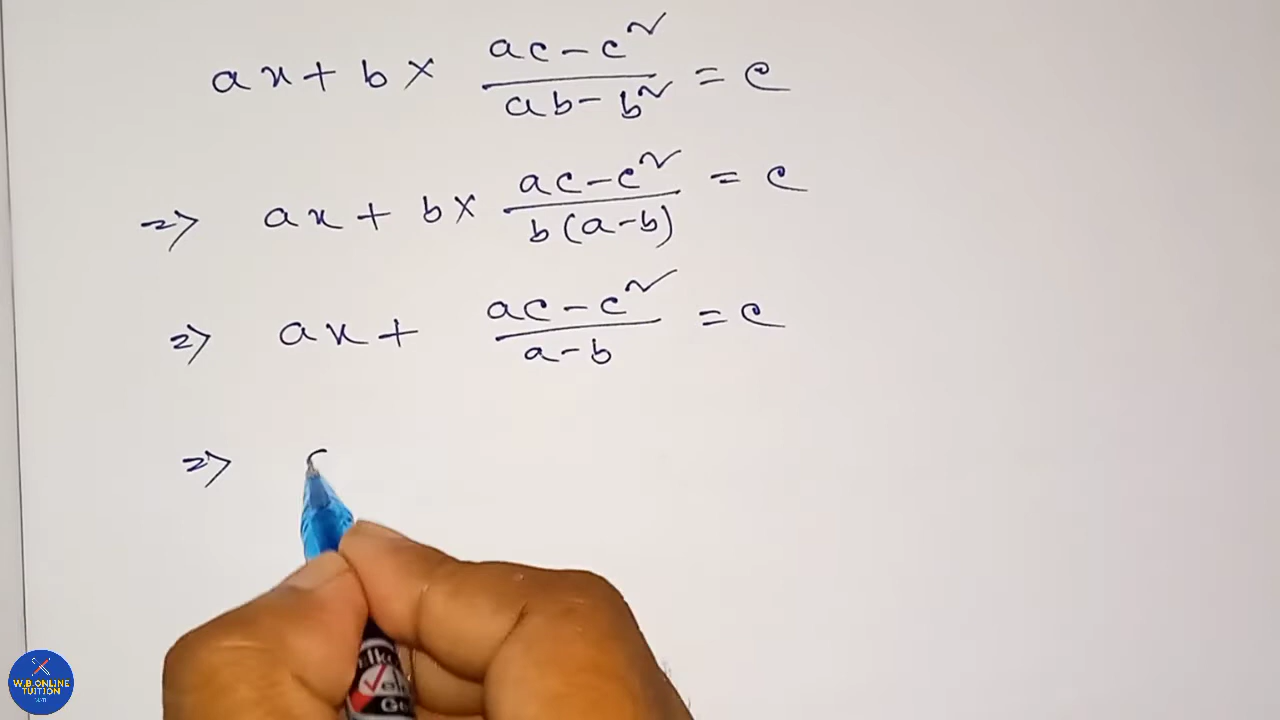 ax + b × (ac - c²)/(ab - b²) = c
=> ax + b × (ac - c²)/(b(a-b)) = c
=> ax + (ac - c²)/(a-b) = c
=>
W.B ONLINE
TUITION